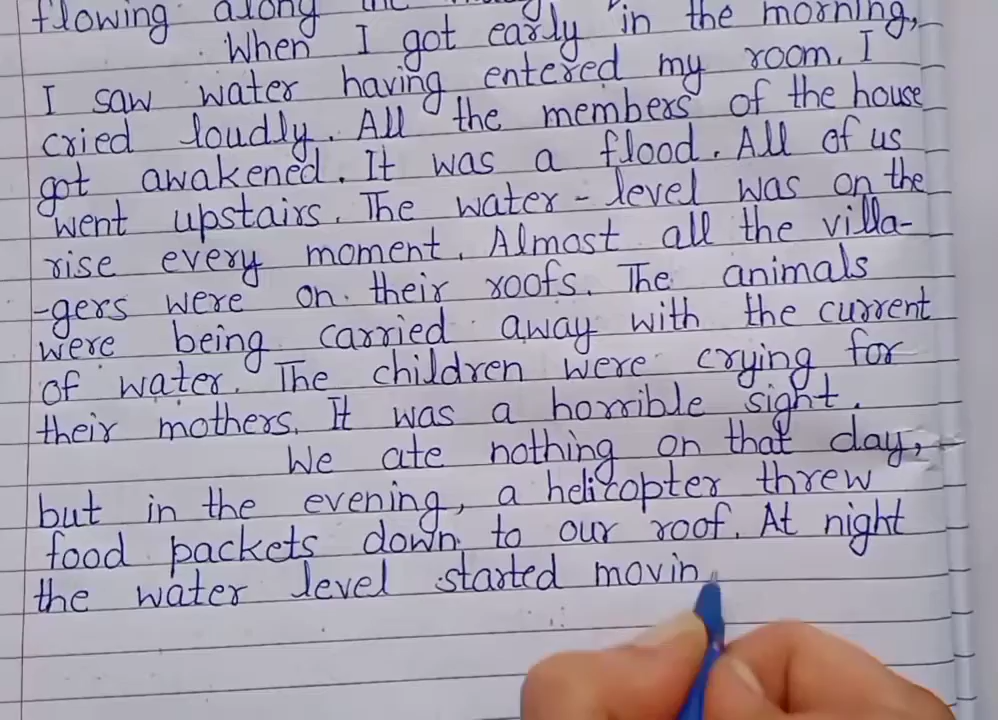 flowing along the
When I got early in the morning,
I saw water having entered my room. I
cried loudly. All the members of the house
got awakened. It was a flood. All of us
went upstairs. The water-level was on the
rise every moment. Almost all the villa-
-gers were on their roofs. The animals
were being carried away with the current
of water. The children were crying for
their mothers. It was a horrible sight.
We ate nothing on that day,
but in the evening, a helicopter threw
food packets down to our roof. At night
the water level started movin